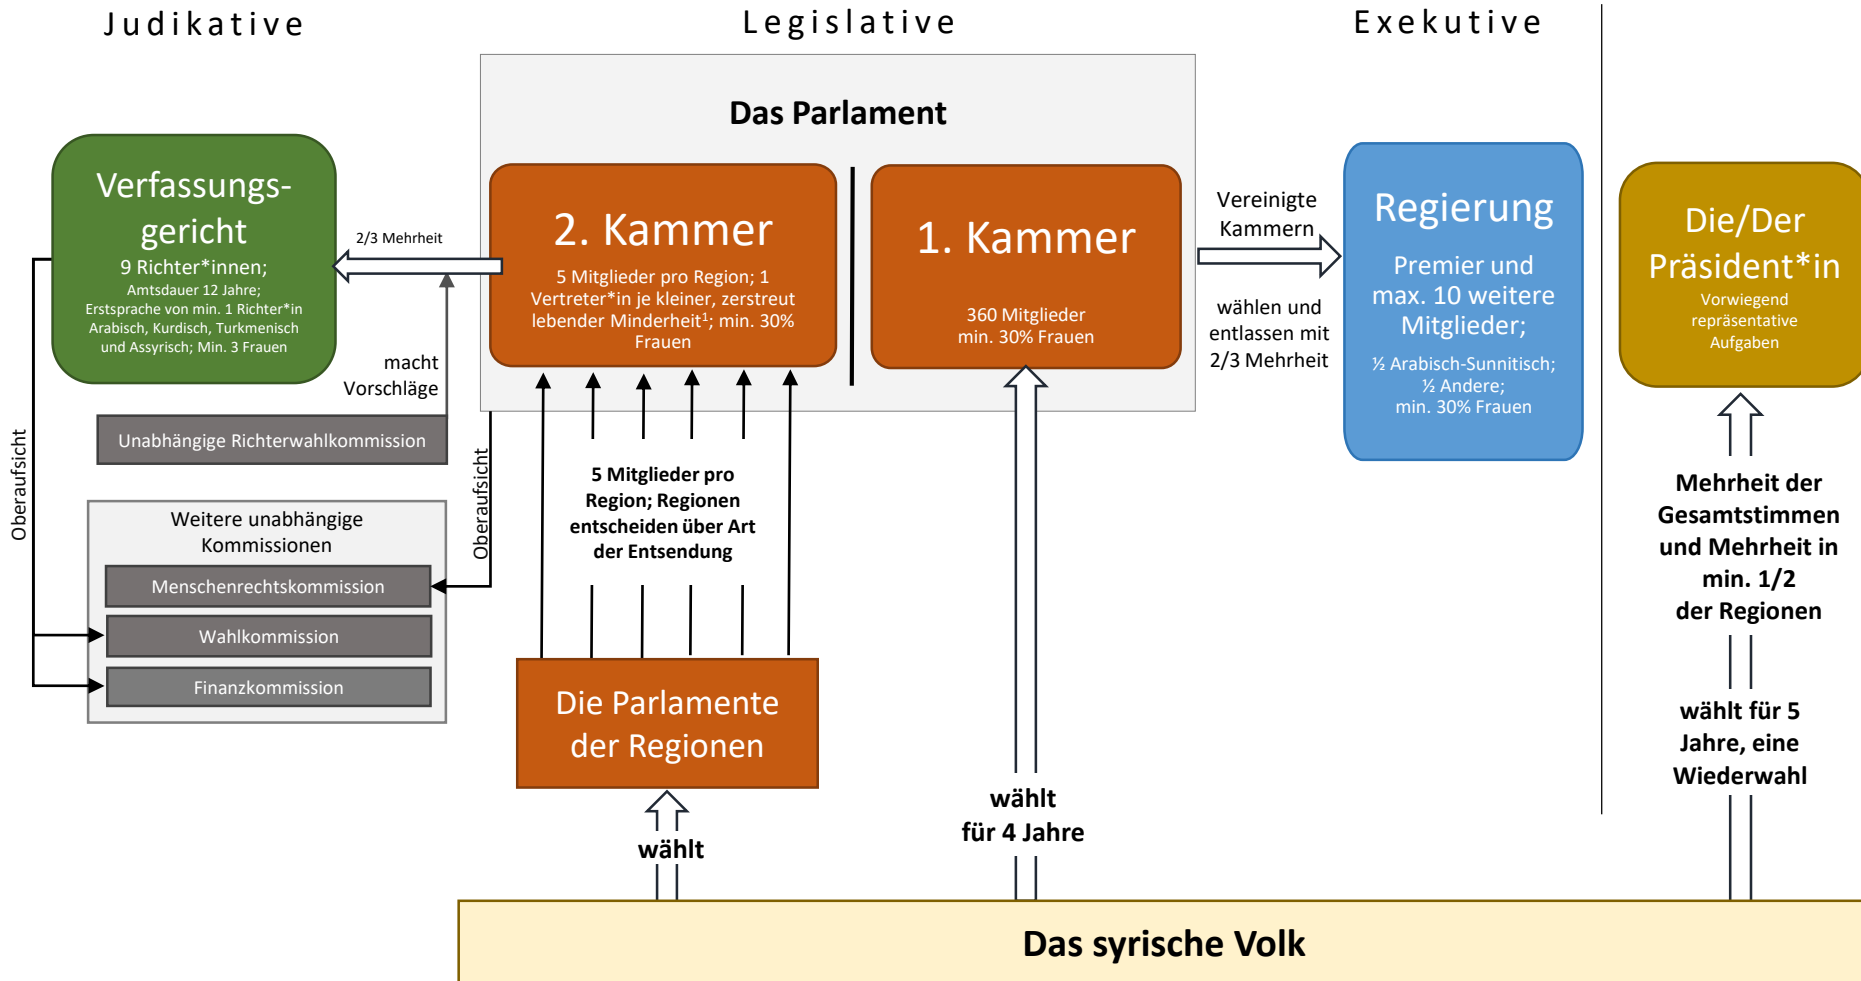 Judikative
Legislative
Exekutive
Das Parlament
Verfassungs-
gericht
9 Richter*innen;
Amtsdauer 12 Jahre;
Erstsprache von min. 1 Richter*in
Arabisch, Kurdisch, Turkmenisch
und Assyrisch; Min. 3 Frauen
2/3 Mehrheit
2. Kammer
5 Mitglieder pro Region; 1
Vertreter*in je kleiner, zerstreut
lebender Minderheit¹; min. 30%
Frauen
1. Kammer
360 Mitglieder
min. 30% Frauen
Vereinigte
Kammern
wählen und
entlassen mit
2/3 Mehrheit
Regierung
Premier und
max. 10 weitere
Mitglieder;
½ Arabisch-Sunnitisch;
½ Andere;
min. 30% Frauen
Die/Der
Präsident*in
Vorwiegend
repräsentative
Aufgaben
macht
Vorschläge
Unabhängige Richterwahlkommission
Oberaufsicht
Weitere unabhängige
Kommissionen
Menschenrechtskommission
Wahlkommission
Finanzkommission
Oberaufsicht
5 Mitglieder pro
Region; Regionen
entscheiden über Art
der Entsendung
Die Parlamente
der Regionen
wählt
wählt
für 4 Jahre
Mehrheit der
Gesamtstimmen
und Mehrheit in
min. 1/2
der Regionen
wählt für 5
Jahre, eine
Wiederwahl
Das syrische Volk